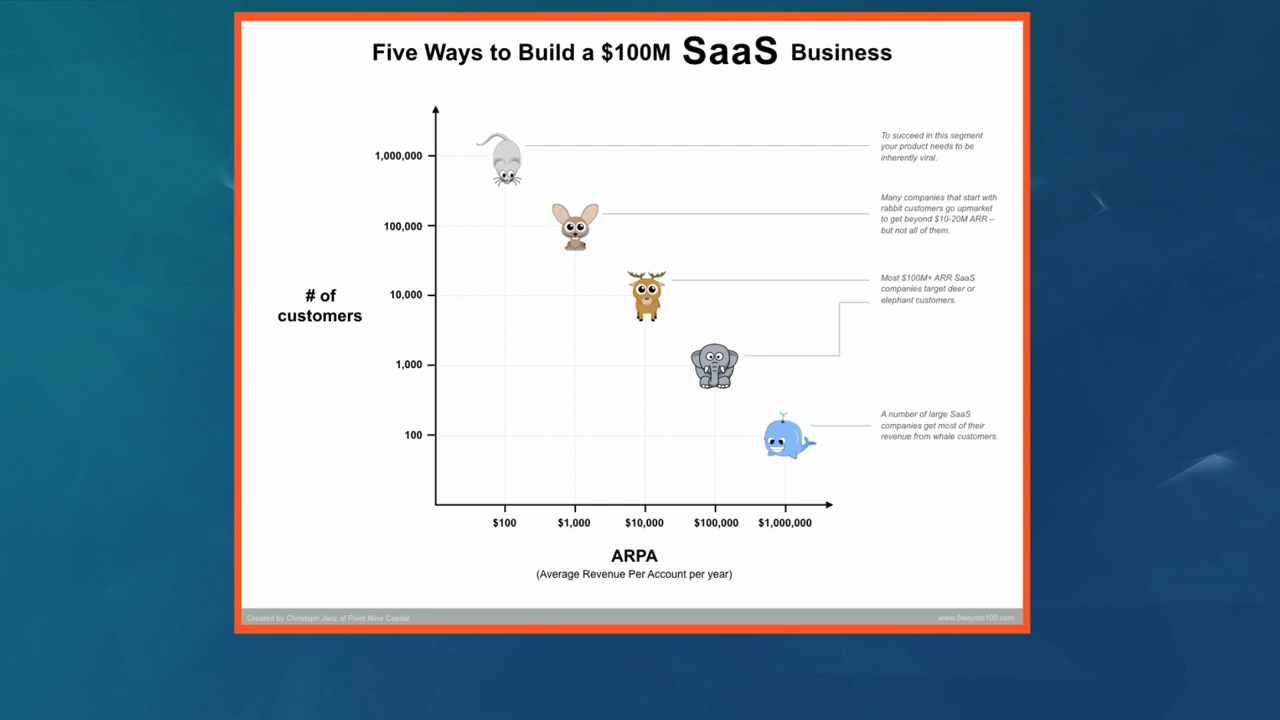 Five Ways to Build a $100M SaaS Business
1,000,000
100,000
10,000
1,000
100
# of
customers
To succeed in this segment
your product needs to be
inherently viral.
Many companies that start with
rabbit customers go upmarket
to get beyond $10-20M ARR –
but not all of them.
Most $100M+ ARR SaaS
companies target deer or
elephant customers.
A number of large SaaS
companies get most of their
revenue from whale customers.
$100
$1,000
$10,000
$100,000
$1,000,000
ARPA
(Average Revenue Per Account per year)
Created by Christoph Janz of Point Nine Capital
www.5waysto100.com